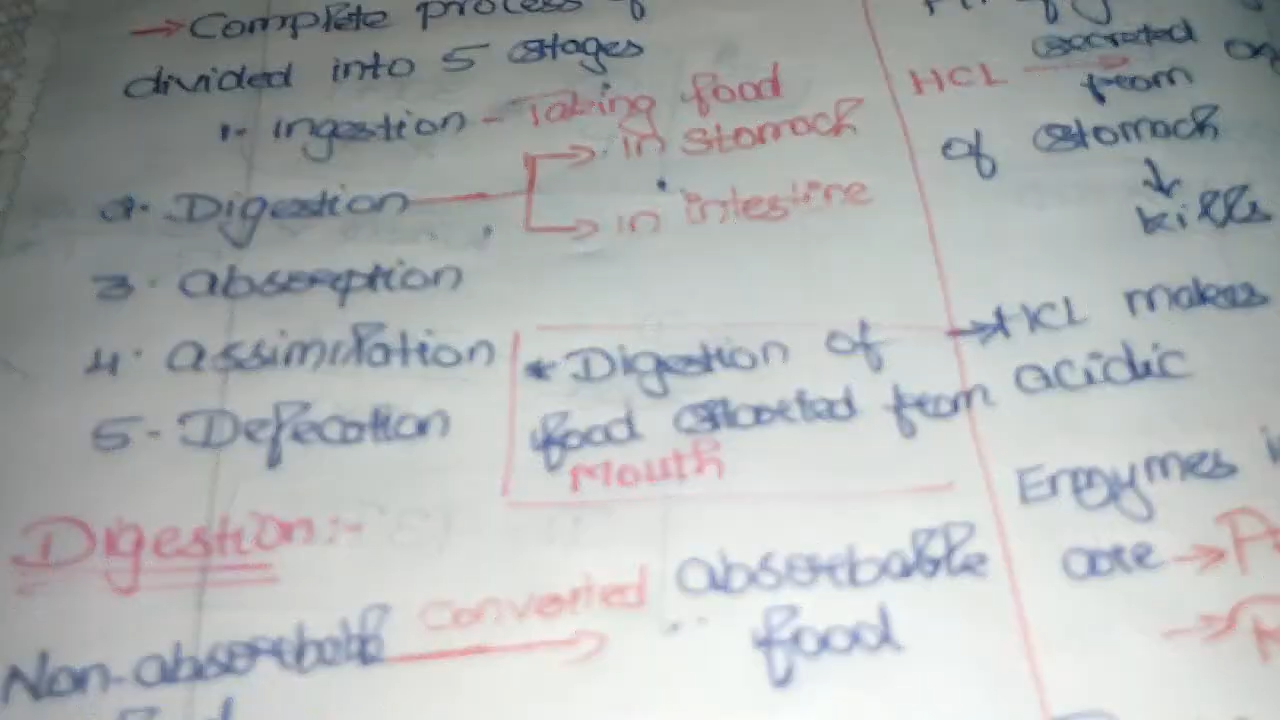 → Complete process of
divided into 5 stages
1. Ingestion - Taking food
2. Digestion → in stomach
→ in intestine
3. absorption
4. assimilation
5. Defecation
* Digestion of
food started from
Mouth
Digestion:-
Non-absorbable converted → absorbable
food
HCL → secreted
from
of stomach
↓
kills
→ HCL makes
acidic
Enzymes
are →